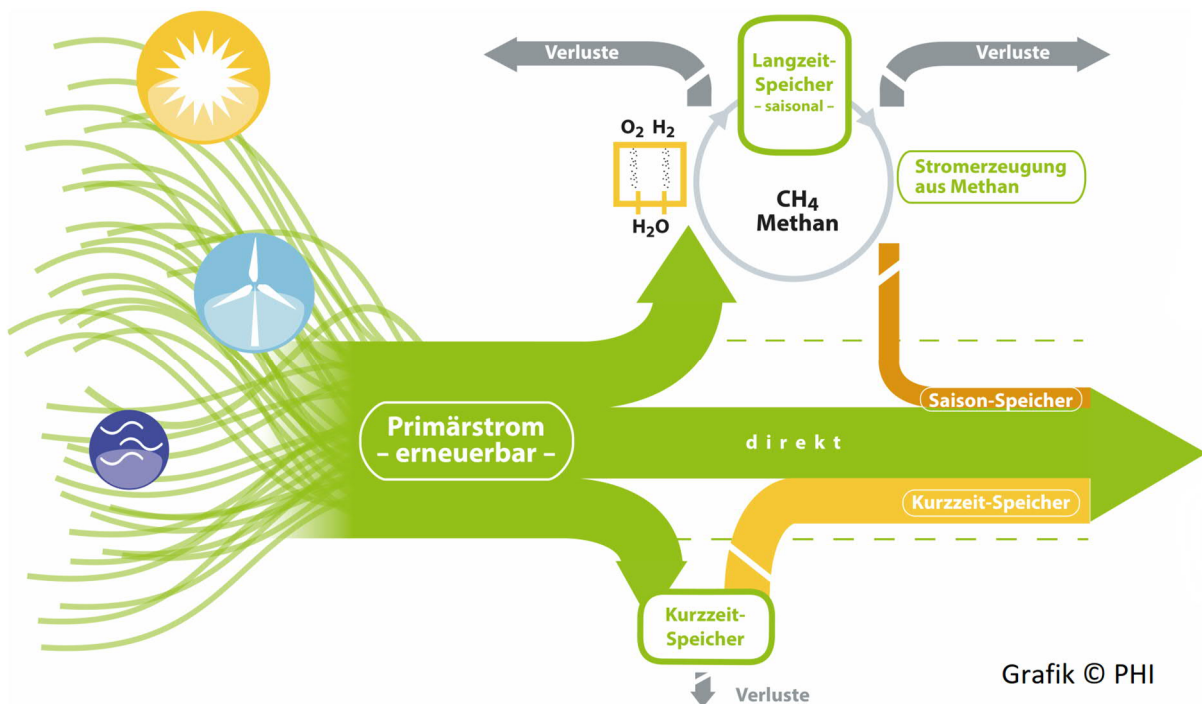 Verluste
Langzeit-
Speicher
– saisonal –
Verluste
O2 H2
H2O
CH4
Methan
Stromerzeugung
aus Methan
Primärstrom
– erneuerbar –
direkt
Saison-Speicher
Kurzzeit-Speicher
Kurzzeit-
Speicher
Verluste
Grafik © PHI